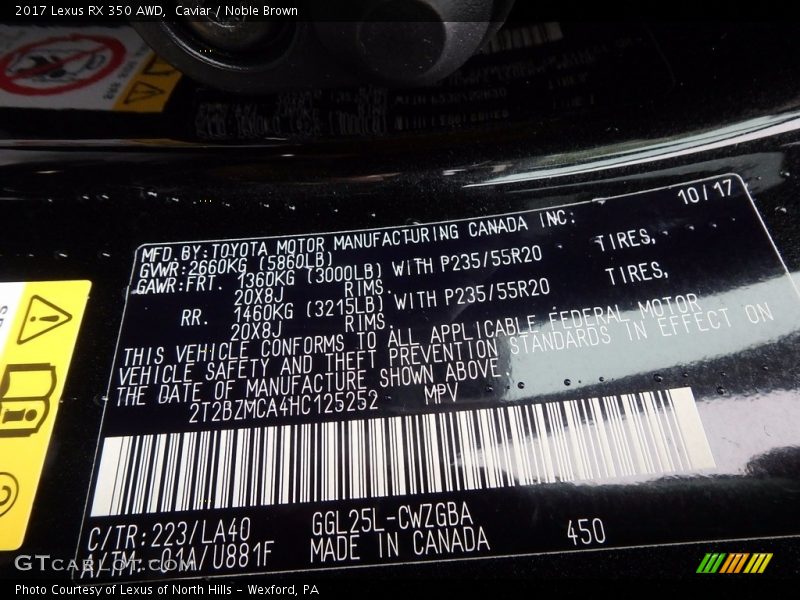 2017 Lexus RX 350 AWD,  Caviar / Noble Brown
10/17
MFD.BY:TOYOTA MOTOR MANUFACTURING CANADA INC:
GVWR:2660KG (5860LB)
GAWR:FRT. 1360KG (3000LB) WITH P235/55R20 TIRES,
20X8J RIMS.
RR. 1460KG (3215LB) WITH P235/55R20 TIRES,
20X8J RIMS.
THIS VEHICLE CONFORMS TO ALL APPLICABLE FEDERAL MOTOR
VEHICLE SAFETY AND THEFT PREVENTION STANDARDS IN EFFECT ON
THE DATE OF MANUFACTURE SHOWN ABOVE.
2T2BZMCA4HC125252 MPV
C/TR:223/LA40 GGL25L-CWZGBA 450
A/TM:-01A/U881F MADE IN CANADA
GTCARLOT.COM
Photo Courtesy of Lexus of North Hills – Wexford, PA